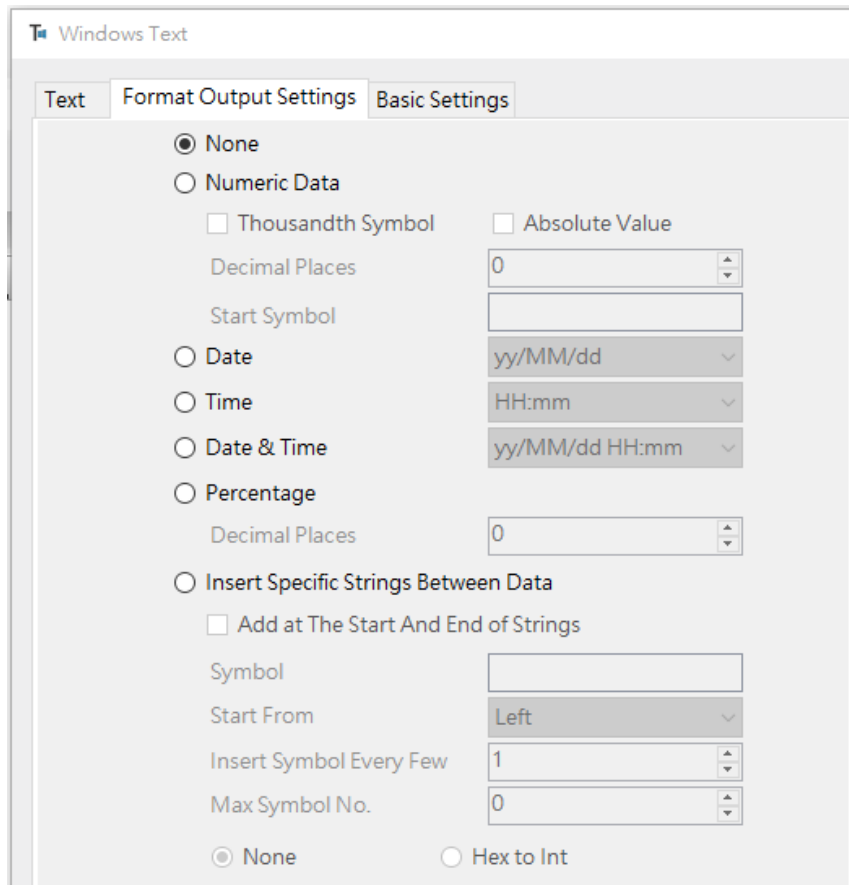 Windows Text
Text Format Output Settings Basic Settings
None
Numeric Data
Thousandth Symbol Absolute Value
Decimal Places 0
Start Symbol
Date yy/MM/dd
Time HH:mm
Date & Time yy/MM/dd HH:mm
Percentage
Decimal Places 0
Insert Specific Strings Between Data
Add at The Start And End of Strings
Symbol
Start From Left
Insert Symbol Every Few 1
Max Symbol No. 0
None Hex to Int